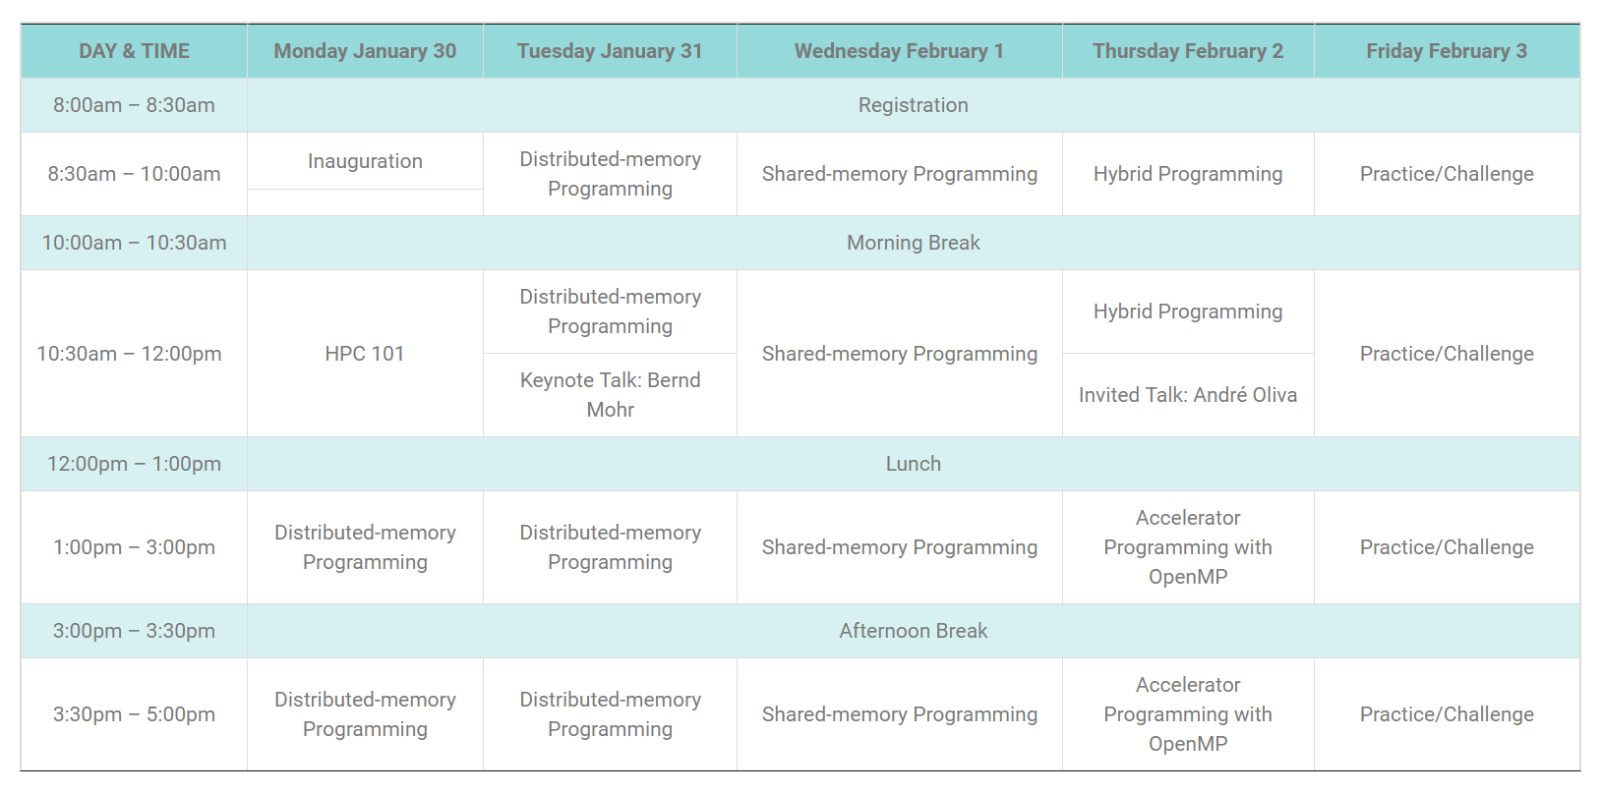 DAY & TIME Monday January 30 Tuesday January 31 Wednesday February 1 Thursday February 2 Friday February 3
8:00am – 8:30am Registration
8:30am – 10:00am
Inauguration
Distributed-memory
Programming
Shared-memory Programming
Hybrid Programming
Practice/Challenge
10:00am – 10:30am Morning Break
10:30am – 12:00pm
HPC 101
Distributed-memory
Programming
Keynote Talk: Bernd
Mohr
Shared-memory Programming
Hybrid Programming
Invited Talk: André Oliva
Practice/Challenge
12:00pm – 1:00pm Lunch
1:00pm – 3:00pm
Distributed-memory
Programming
Distributed-memory
Programming
Shared-memory Programming
Accelerator
Programming with
OpenMP
Practice/Challenge
3:00pm – 3:30pm Afternoon Break
3:30pm – 5:00pm
Distributed-memory
Programming
Distributed-memory
Programming
Shared-memory Programming
Accelerator
Programming with
OpenMP
Practice/Challenge